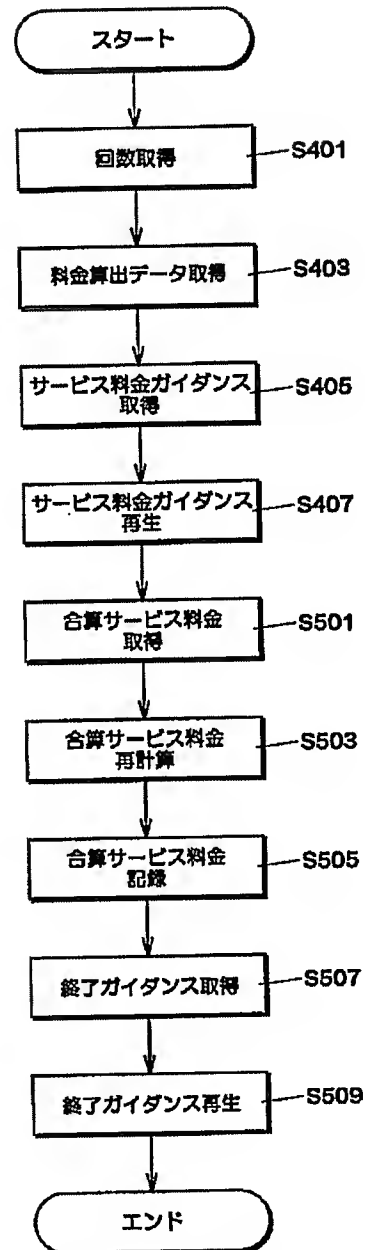 スタート
回数取得
S401
料金算出データ取得
S403
サービス料金ガイダンス
取得
S405
サービス料金ガイダンス
再生
S407
合算サービス料金
取得
S501
合算サービス料金
再計算
S503
合算サービス料金
記録
S505
終了ガイダンス取得
S507
終了ガイダンス再生
S509
エンド